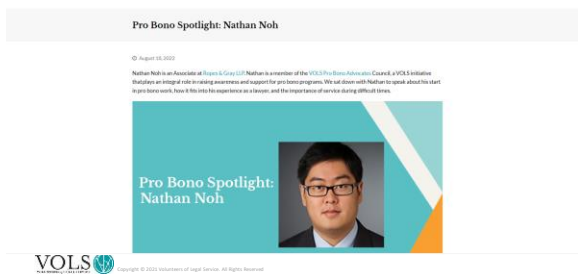 Pro Bono Spotlight: Nathan Noh
August 18, 2022
Nathan Noh is an Associate at Ropes & Gray LLP. Nathan is a member of the VOLS Pro Bono Advocates Council, a VOLS initiative
that plays an integral role in raising awareness and support for pro bono programs. We sat down with Nathan to speak about his start
in pro bono work, how it fits into his experience as a lawyer, and the importance of service during difficult times.
Pro Bono Spotlight:
Nathan Noh
VOLS
Copyright © 2025 Volunteers of Legal Service. All Rights Reserved